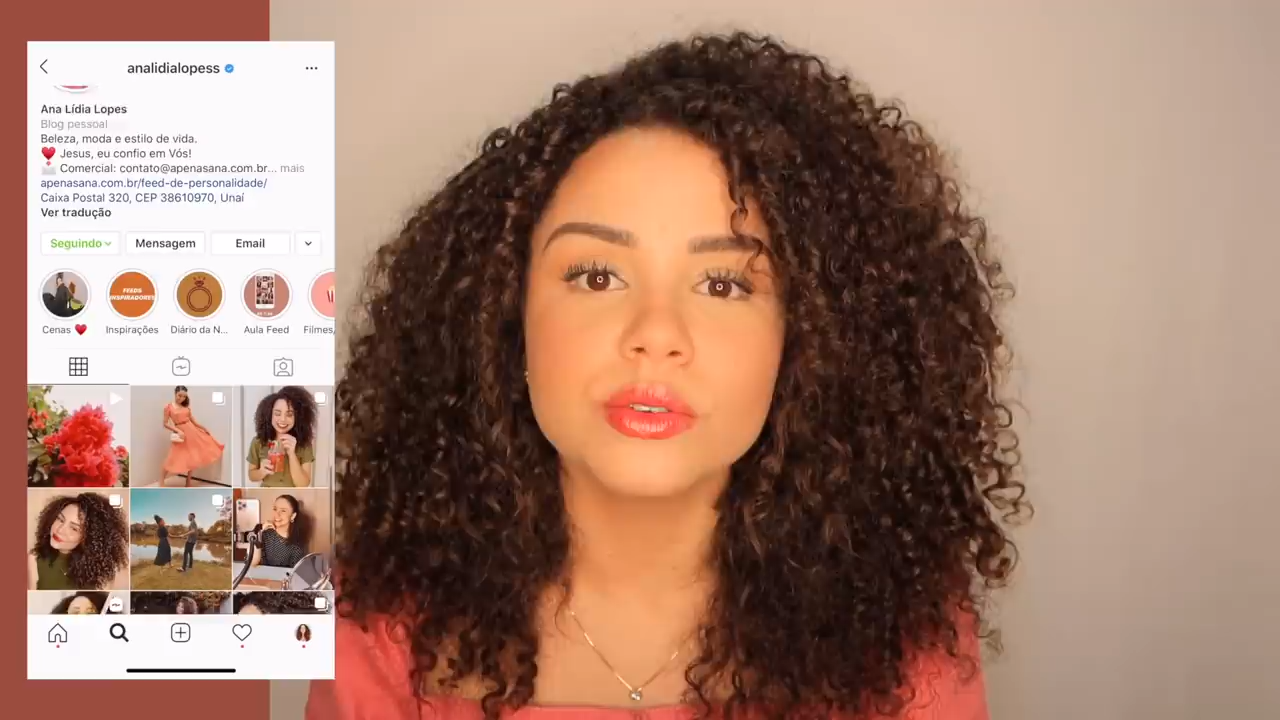 analidialopess
Ana Lídia Lopes
Blog pessoal
Beleza, moda e estilo de vida.
❤️ Jesus, eu confio em Vós!
Comercial: contato@apenasana.com.br... mais
apenasana.com.br/feed-de-personalidade/
Caixa Postal 320, CEP 38610970, Unaí
Ver tradução
Seguindo Mensagem Email
FEEDS
INSPIRADORES
Cenas ❤️ Inspirações Diário da N... Aula Feed Filmes,